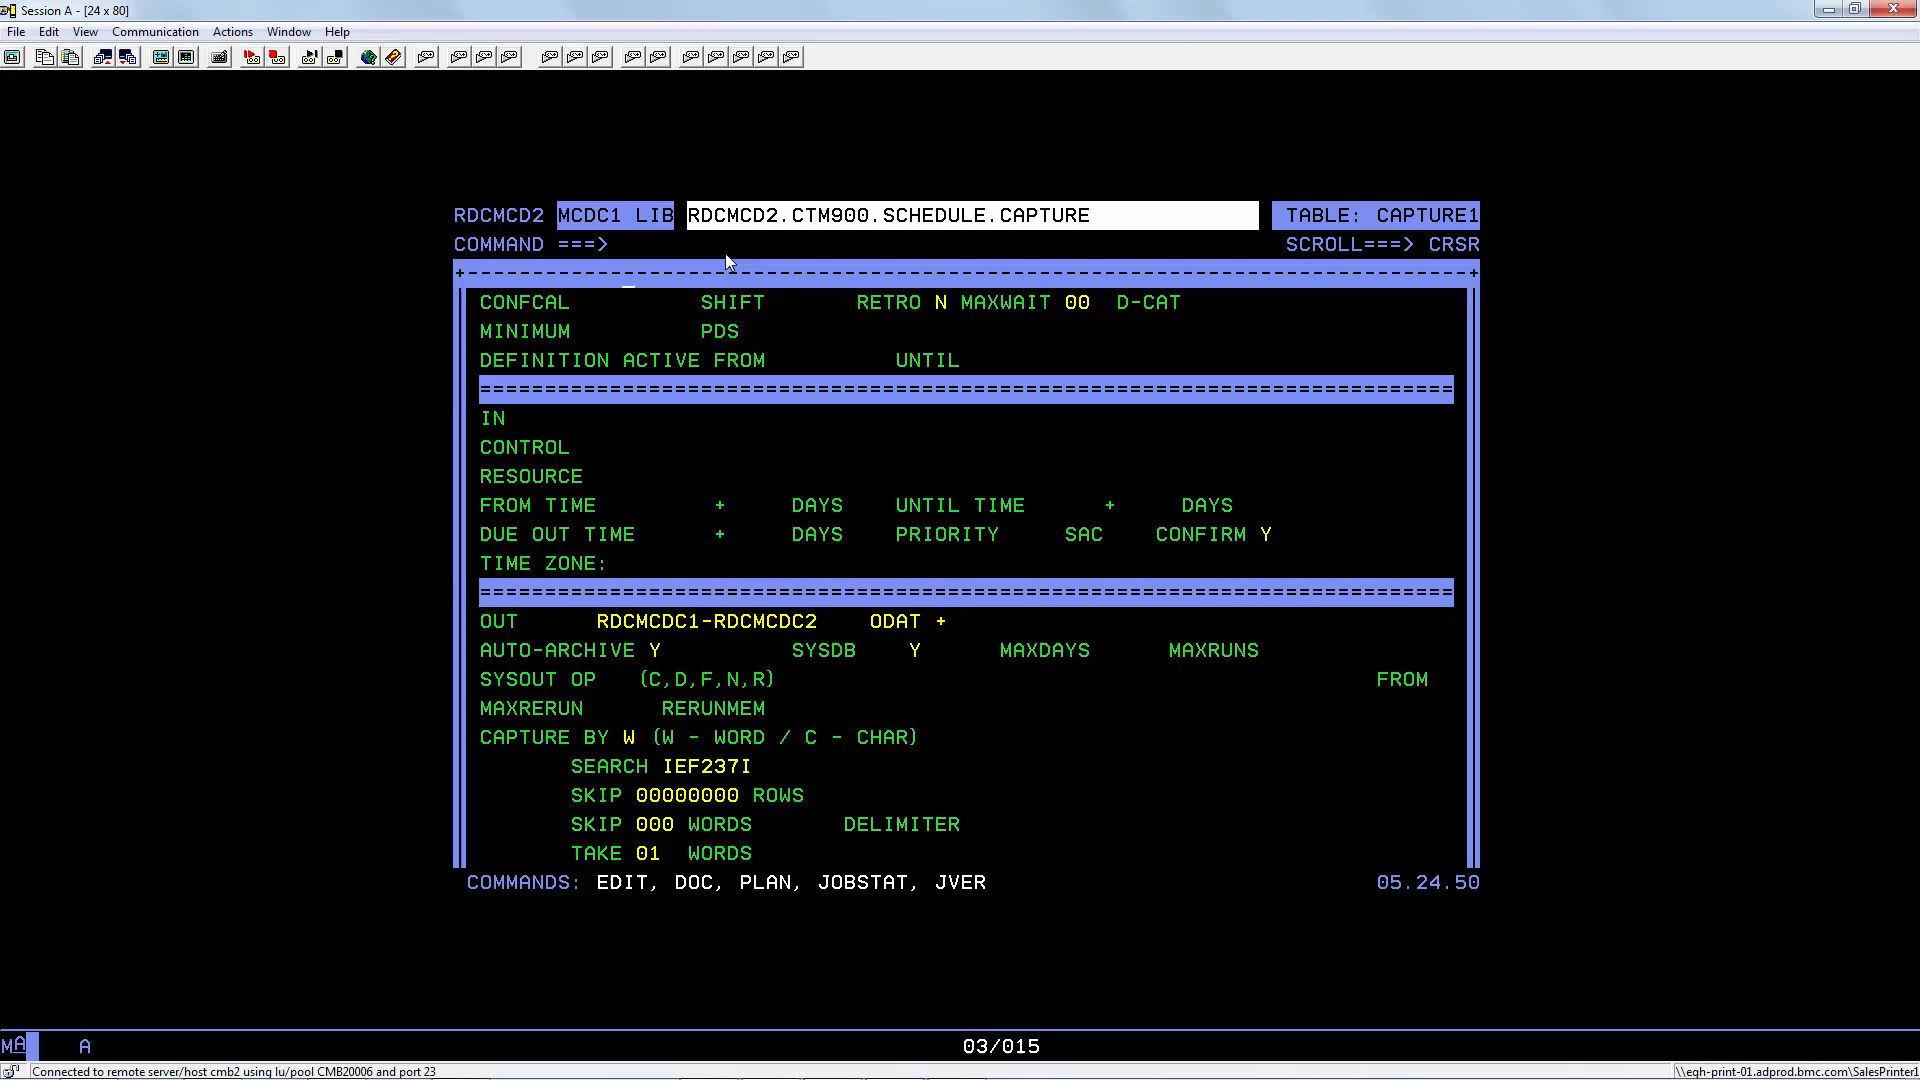 Session A - [24 x 80]
File Edit View Communication Actions Window Help
RDCMCD2 MCDC1 LIB RDCMCD2.CTM900.SCHEDULE.CAPTURE TABLE: CAPTURE1
COMMAND ===> SCROLL===> CRSR
+-----------------------------------------------------------------------------+
CONFCAL SHIFT RETRO N MAXWAIT 00 D-CAT
MINIMUM PDS
DEFINITION ACTIVE FROM UNTIL
===========================================================================
IN
CONTROL
RESOURCE
FROM TIME + DAYS UNTIL TIME + DAYS
DUE OUT TIME + DAYS PRIORITY SAC CONFIRM Y
TIME ZONE:
===========================================================================
OUT RDCMCDC1-RDCMCDC2 ODAT +
AUTO-ARCHIVE Y SYSDB Y MAXDAYS MAXRUNS
SYSOUT OP (C,D,F,N,R) FROM
MAXRERUN RERUNMEM
CAPTURE BY W (W - WORD / C - CHAR)
SEARCH IEF237I
SKIP 00000000 ROWS
SKIP 000 WORDS DELIMITER
TAKE 01 WORDS
COMMANDS: EDIT, DOC, PLAN, JOBSTAT, JVER 05.24.50
MA A 03/015
Connected to remote server/host cmb2 using lu/pool CMB20006 and port 23 \\egh-print-01.adprod.bmc.com\SalesPrinter1